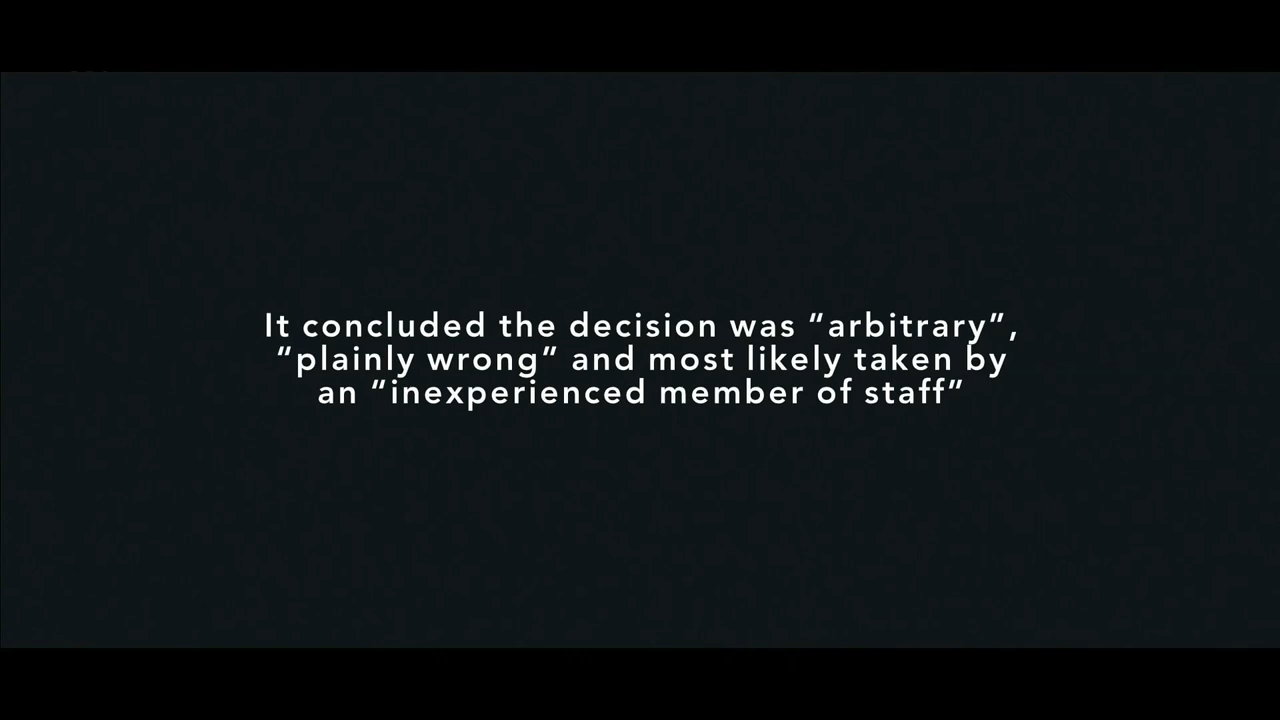 It concluded the decision was “arbitrary”,
“plainly wrong” and most likely taken by
an “inexperienced member of staff”